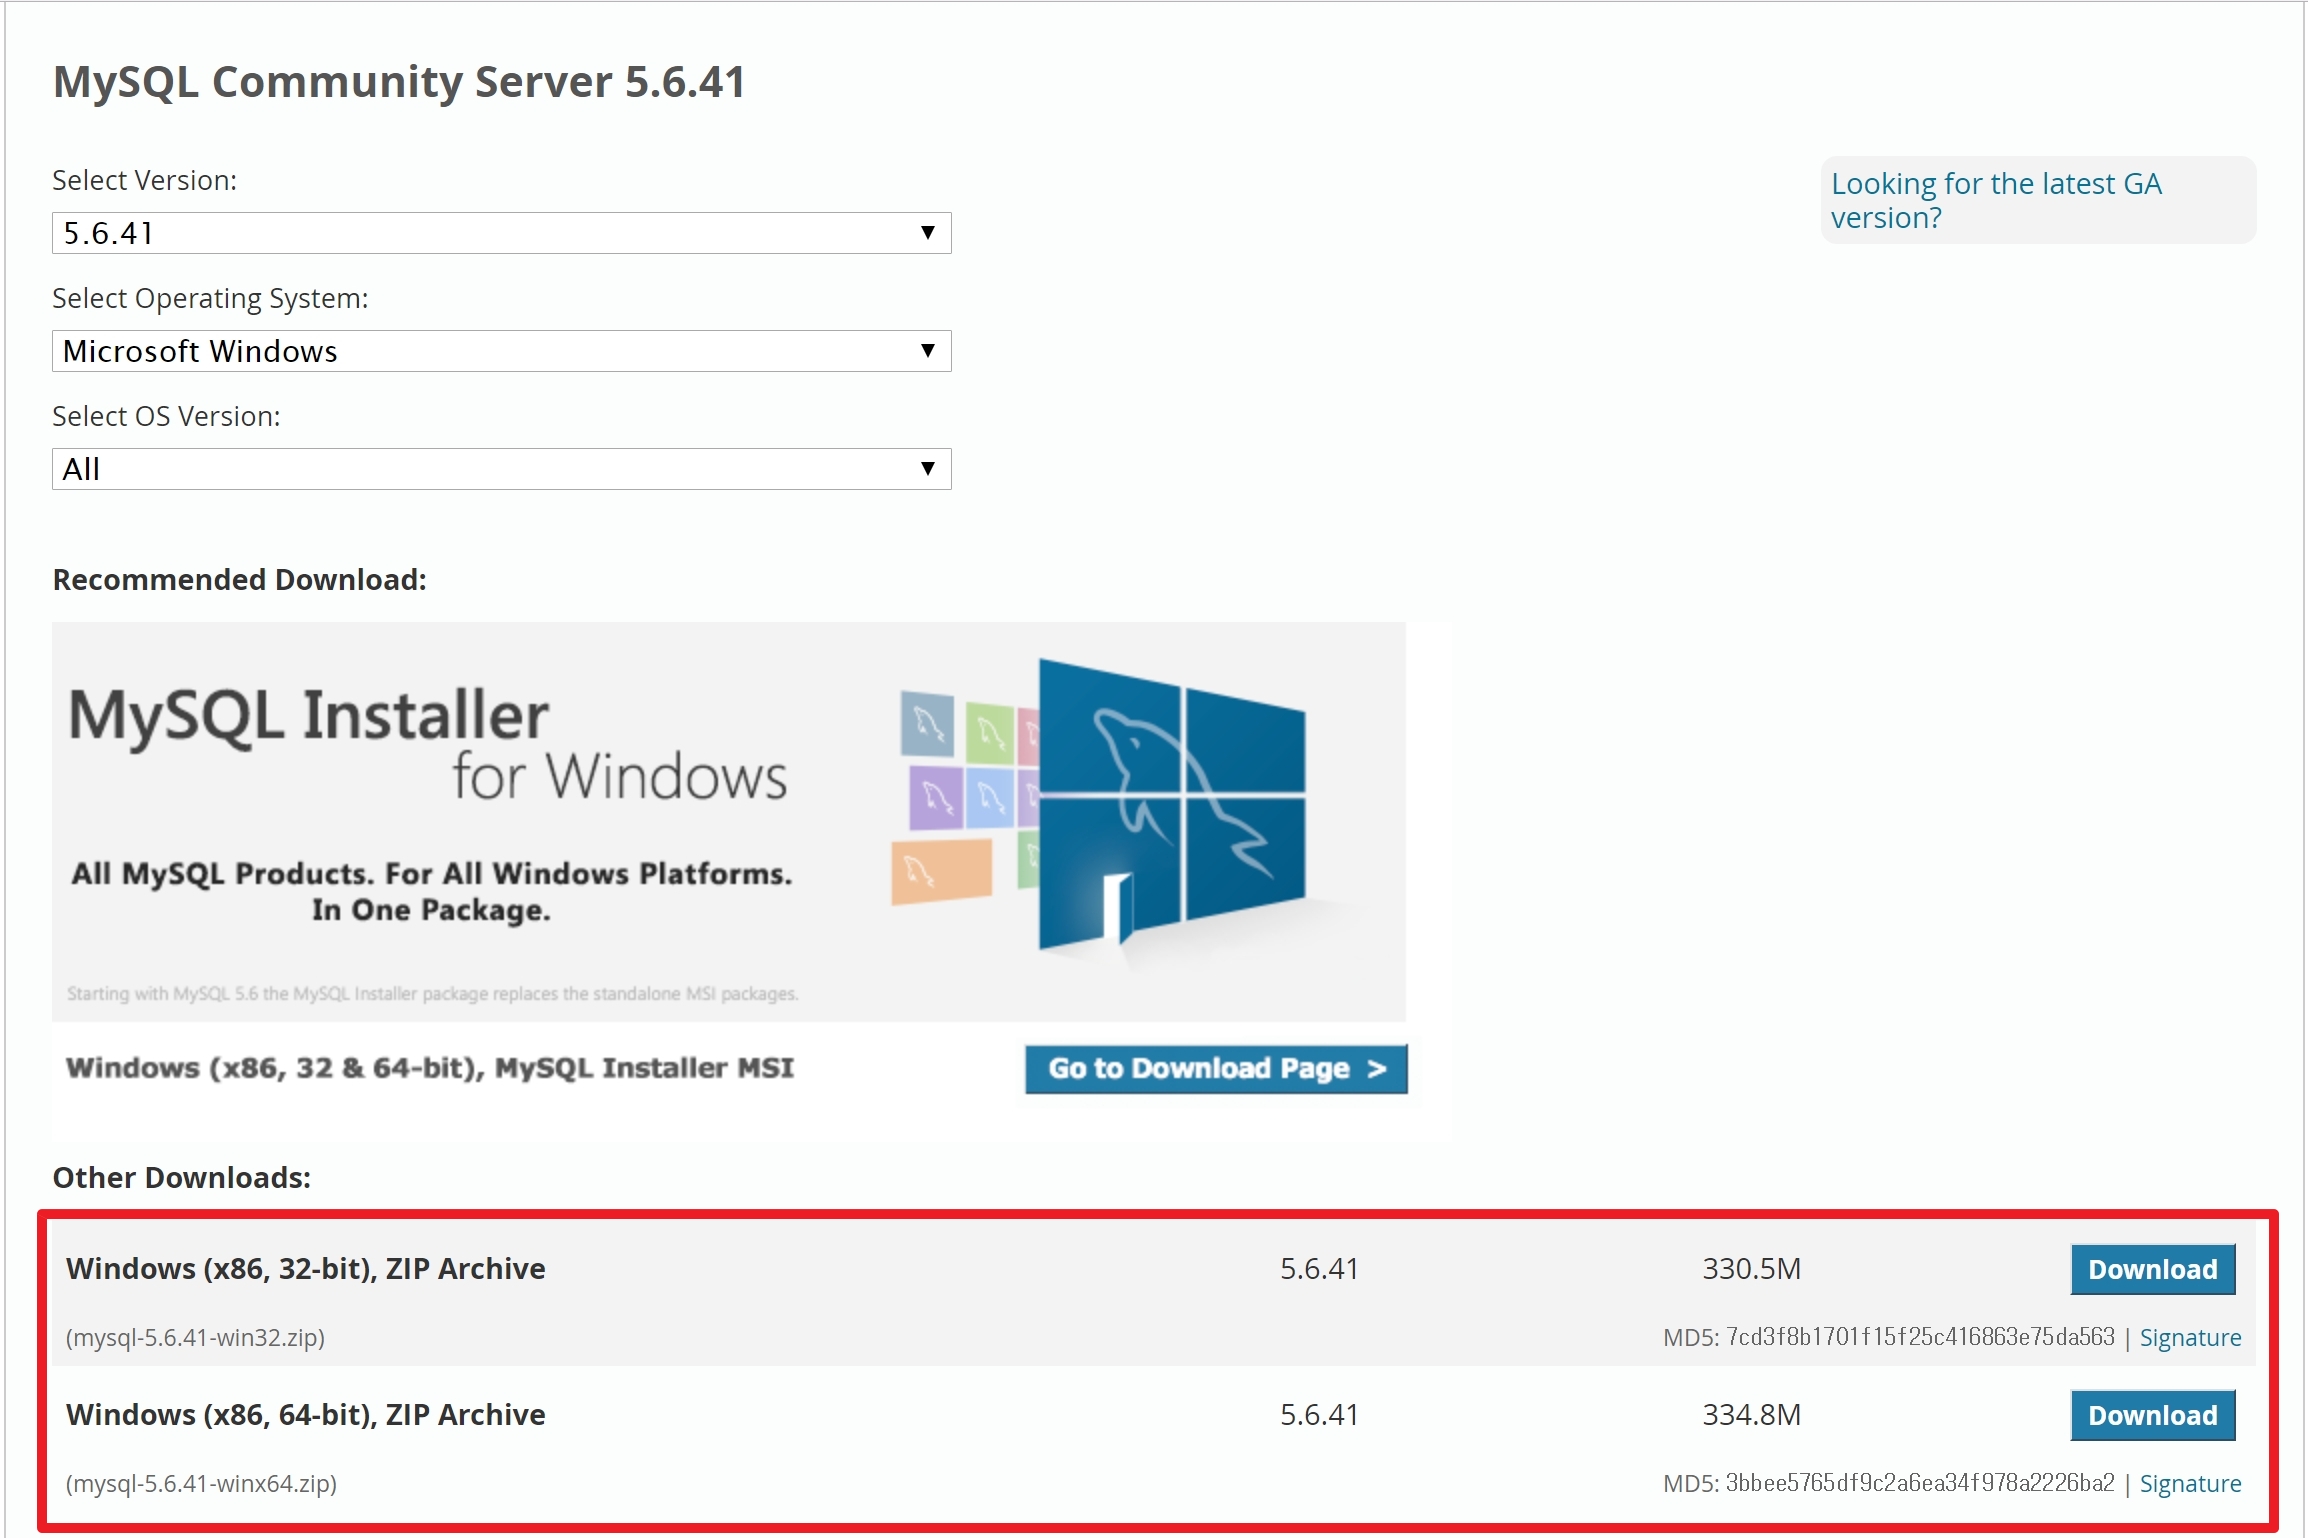 MySQL Community Server 5.6.41
Select Version:
Looking for the latest GA
version?
5.6.41
Select Operating System:
Microsoft Windows
Select OS Version:
All
Recommended Download:
MySQL Installer
for Windows
All MySQL Products. For All Windows Platforms.
In One Package.
Starting with MySQL 5.6 the MySQL Installer package replaces the standalone MSI packages.
Windows (x86, 32 & 64-bit), MySQL Installer MSI
Go to Download Page >
Other Downloads:
Windows (x86, 32-bit), ZIP Archive 5.6.41 330.5M Download
(mysql-5.6.41-win32.zip) MD5: 7cd3f8b1701f15f25c416863e75da563 | Signature
Windows (x86, 64-bit), ZIP Archive 5.6.41 334.8M Download
(mysql-5.6.41-winx64.zip) MD5: 3bbee5765df9c2a6ea34f978a2226ba2 | Signature